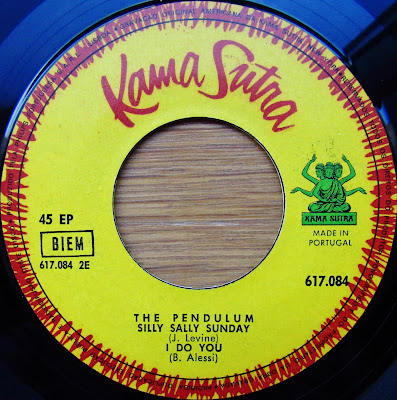 Kama Sutra
45 EP
BIEM
617.084 2E
KAMA SUTRA
MADE IN
PORTUGAL
617.084
THE PENDULUM
SILLY SALLY SUNDAY
(J. Levine)
I DO YOU
(B. Alessi)